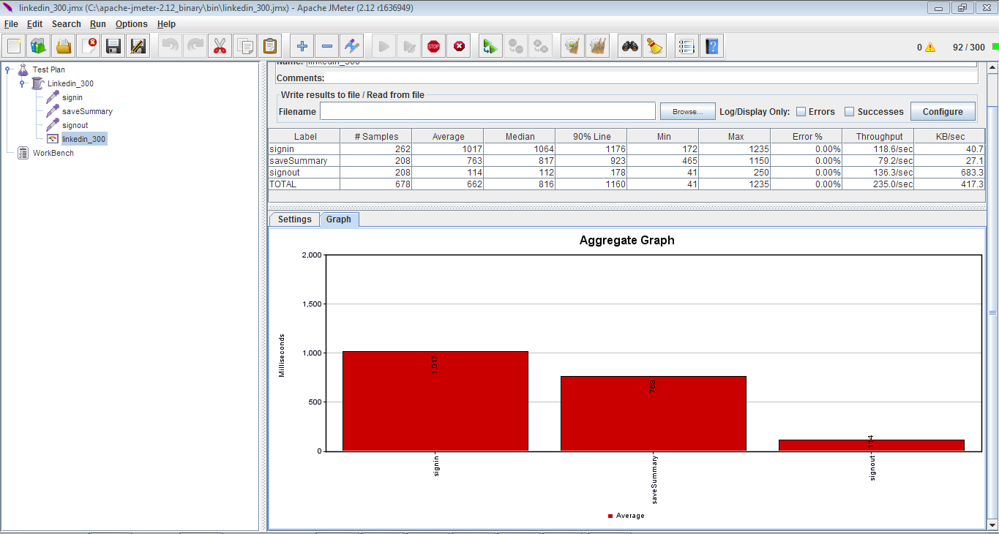 linkedin_300.jmx (C:\apache-jmeter-2.12_binary\bin\linkedin_300.jmx) - Apache JMeter (2.12 r1636949)
File Edit Search Run Options Help
STOP 0 92 / 300
Test Plan
Linkedin_300
signin
saveSummary
signout
linkedin_300
WorkBench
Name: linkedin_300
Comments:
Write results to file / Read from file
Filename Browse... Log/Display Only: Errors Successes Configure
Label # Samples Average Median 90% Line Min Max Error % Throughput KB/sec
signin 262 1017 1064 1176 172 1235 0.00% 118.6/sec 40.7
saveSummary 208 763 817 923 465 1150 0.00% 79.2/sec 27.1
signout 208 114 112 178 41 250 0.00% 136.3/sec 683.3
TOTAL 678 662 816 1160 41 1235 0.00% 235.0/sec 417.3
Settings Graph
Aggregate Graph
Milliseconds
2,000
1,500
1,000
500
0
1,017
763
114
signin
saveSummary
signout
Average